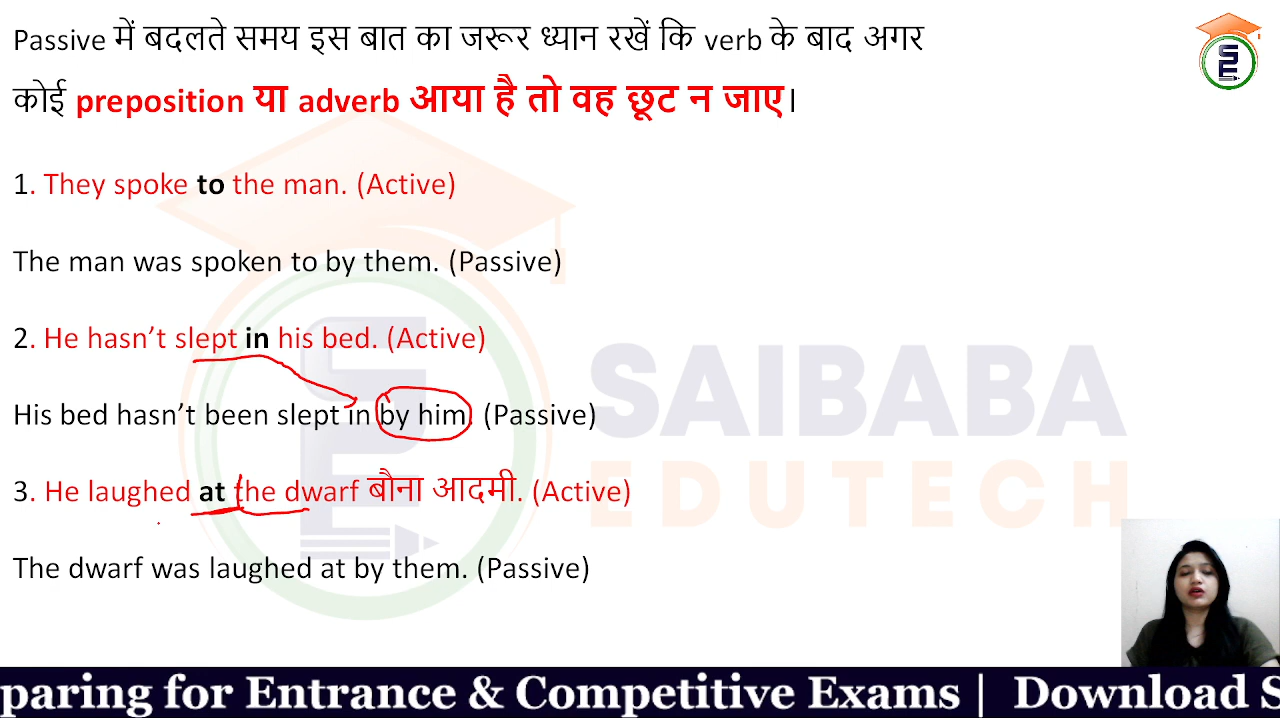 Passive में बदलते समय इस बात का जरूर ध्यान रखें कि verb के बाद अगर
कोई preposition या adverb आया है तो वह छूट न जाए।
1. They spoke to the man. (Active)
The man was spoken to by them. (Passive)
2. He hasn’t slept in his bed. (Active)
His bed hasn’t been slept in by him. (Passive)
3. He laughed at the dwarf बौना आदमी. (Active)
The dwarf was laughed at by them. (Passive)
SAIBABA
EDUTECH
paring for Entrance & Competitive Exams | Download S